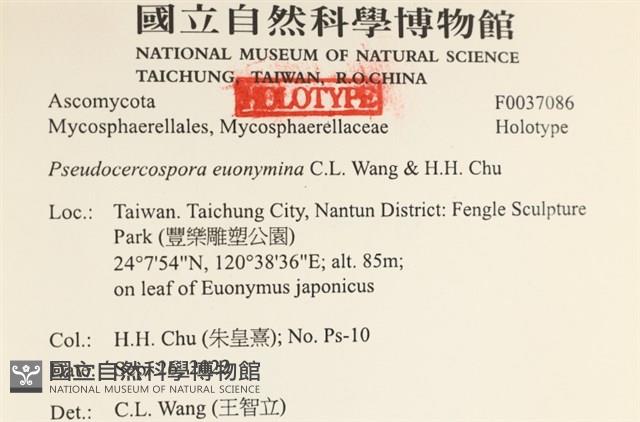 國立自然科學博物館
NATIONAL MUSEUM OF NATURAL SCIENCE
TAICHUNG, TAIWAN, R.O.CHINA
HOLOTYPE
Ascomycota F0037086
Mycosphaerellales, Mycosphaerellaceae Holotype
Pseudocercospora euonymina C.L. Wang & H.H. Chu
Loc.: Taiwan. Taichung City, Nantun District: Fengle Sculpture
Park (豐樂雕塑公園)
24°7'54"N, 120°38'36"E; alt. 85m;
on leaf of Euonymus japonicus
Col.: H.H. Chu (朱皇熹); No. Ps-10
國立自然科學博物館
NATIONAL MUSEUM OF NATURAL SCIENCE
Det.: C.L. Wang (王智立)